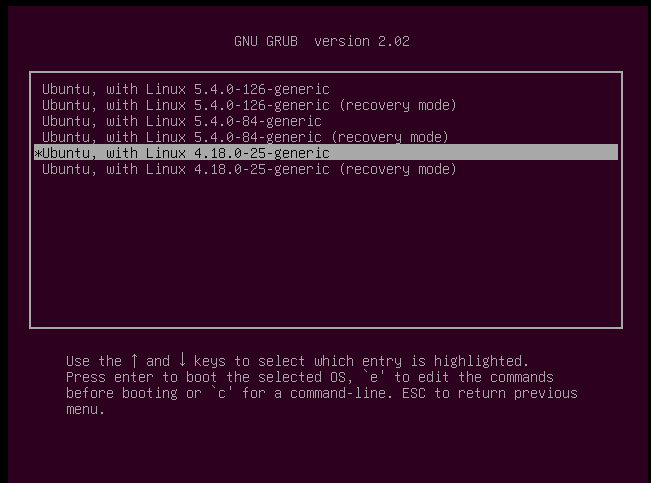 GNU GRUB  version 2.02
Ubuntu, with Linux 5.4.0-126-generic
Ubuntu, with Linux 5.4.0-126-generic (recovery mode)
Ubuntu, with Linux 5.4.0-84-generic
Ubuntu, with Linux 5.4.0-84-generic (recovery mode)
*Ubuntu, with Linux 4.18.0-25-generic
Ubuntu, with Linux 4.18.0-25-generic (recovery mode)
Use the ↑ and ↓ keys to select which entry is highlighted.
Press enter to boot the selected OS, `e' to edit the commands
before booting or `c' for a command-line. ESC to return previous
menu.